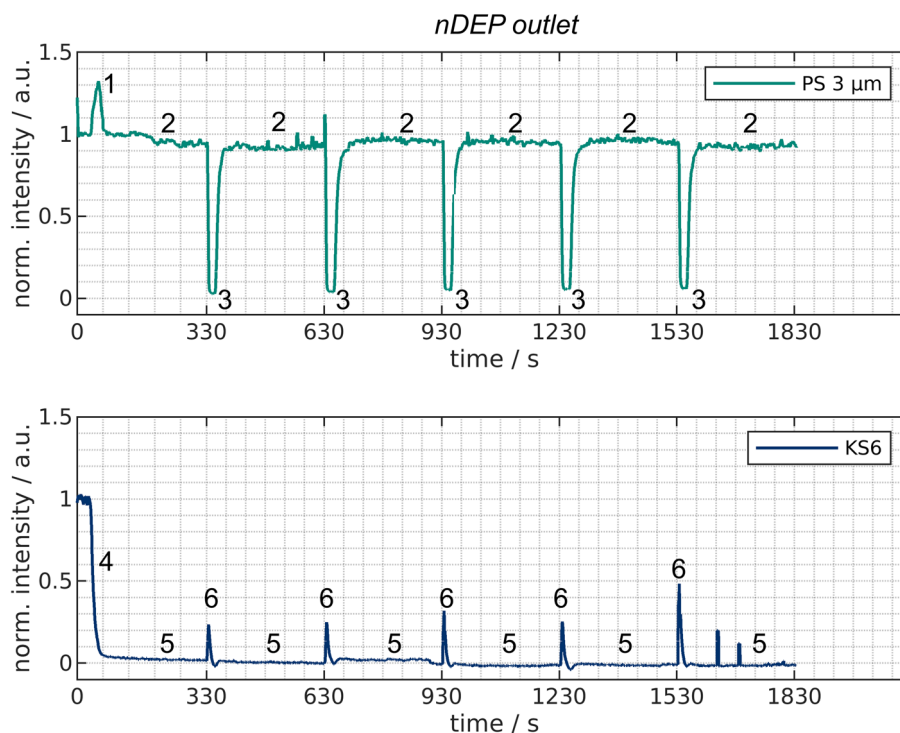 nDEP outlet
1.5
1
0.5
0
norm. intensity / a.u.
PS 3 μm
1
2 2 2 2 2 2
3 3 3 3 3
0 330 630 930 1230 1530 1830
time / s
1.5
1
0.5
0
norm. intensity / a.u.
KS6
4
6 6 6 6 6
5 5 5 5 5 5
0 330 630 930 1230 1530 1830
time / s